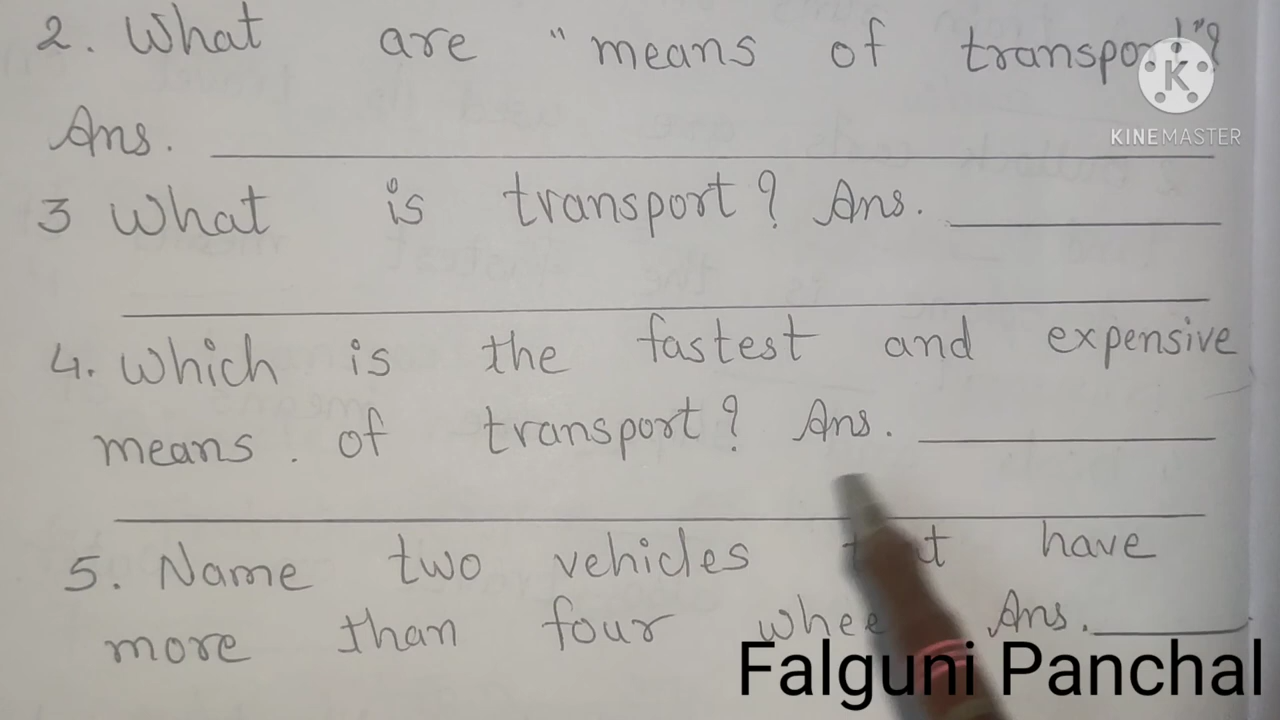 2. What are "means of transport"?
Ans.
3 What is transport? Ans.
4. Which is the fastest and expensive
means. of transport? Ans.
5. Name two vehicles have
more than four Ans.
K
KINEMASTER
Falguni Panchal